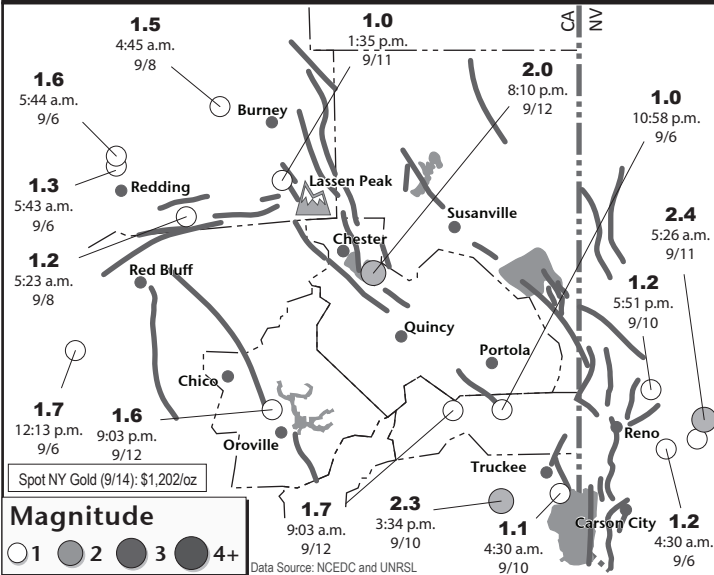 1.5
4:45 a.m.
9/8
1.0
1:35 p.m.
9/11
CA
NV
2.0
8:10 p.m.
9/12
1.6
5:44 a.m.
9/6
1.0
10:58 p.m.
9/6
Burney
1.3
5:43 a.m.
9/6
Redding
Lassen Peak
Susanville
2.4
5:26 a.m.
9/11
Chester
1.2
5:23 a.m.
9/8
Red Bluff
1.2
5:51 p.m.
9/10
Quincy
Portola
Chico
1.7
12:13 p.m.
9/6
1.6
9:03 p.m.
9/12
Oroville
Reno
Truckee
Spot NY Gold (9/14): $1,202/oz
1.7
9:03 a.m.
9/12
2.3
3:34 p.m.
9/10
1.1
4:30 a.m.
9/10
Carson City
1.2
4:30 a.m.
9/6
Magnitude
1 2 3 4+
Data Source: NCEDC and UNRSL